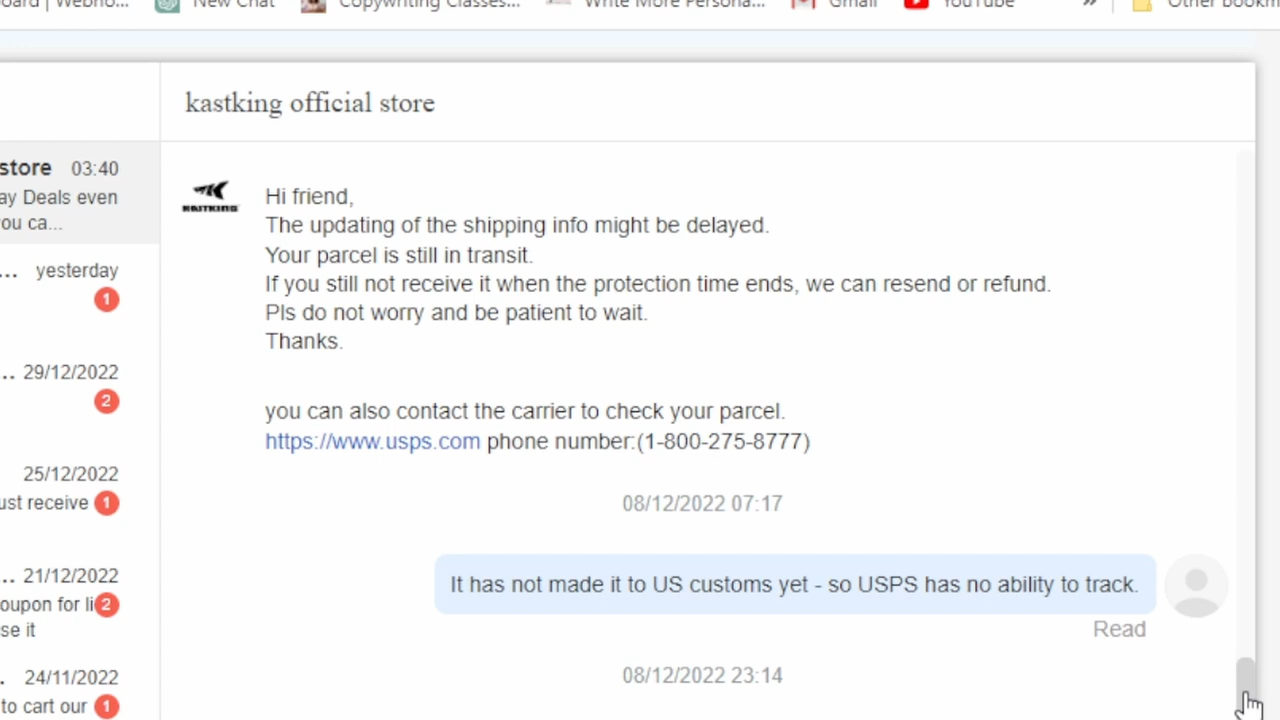 New Chat
Copywriting Classes...
Write More Persona...
Gmail
YouTube
»
Other bookm
kastking official store
store 03:40
ay Deals even
ou ca...
... yesterday
1
.. 29/12/2022
2
25/12/2022
ust receive 1
.. 21/12/2022
oupon for li 2
se it
. 24/11/2022
to cart our 1
KASTKING
Hi friend,
The updating of the shipping info might be delayed.
Your parcel is still in transit.
If you still not receive it when the protection time ends, we can resend or refund.
Pls do not worry and be patient to wait.
Thanks.
you can also contact the carrier to check your parcel.
https://www.usps.com phone number:(1-800-275-8777)
08/12/2022 07:17
It has not made it to US customs yet - so USPS has no ability to track.
Read
08/12/2022 23:14